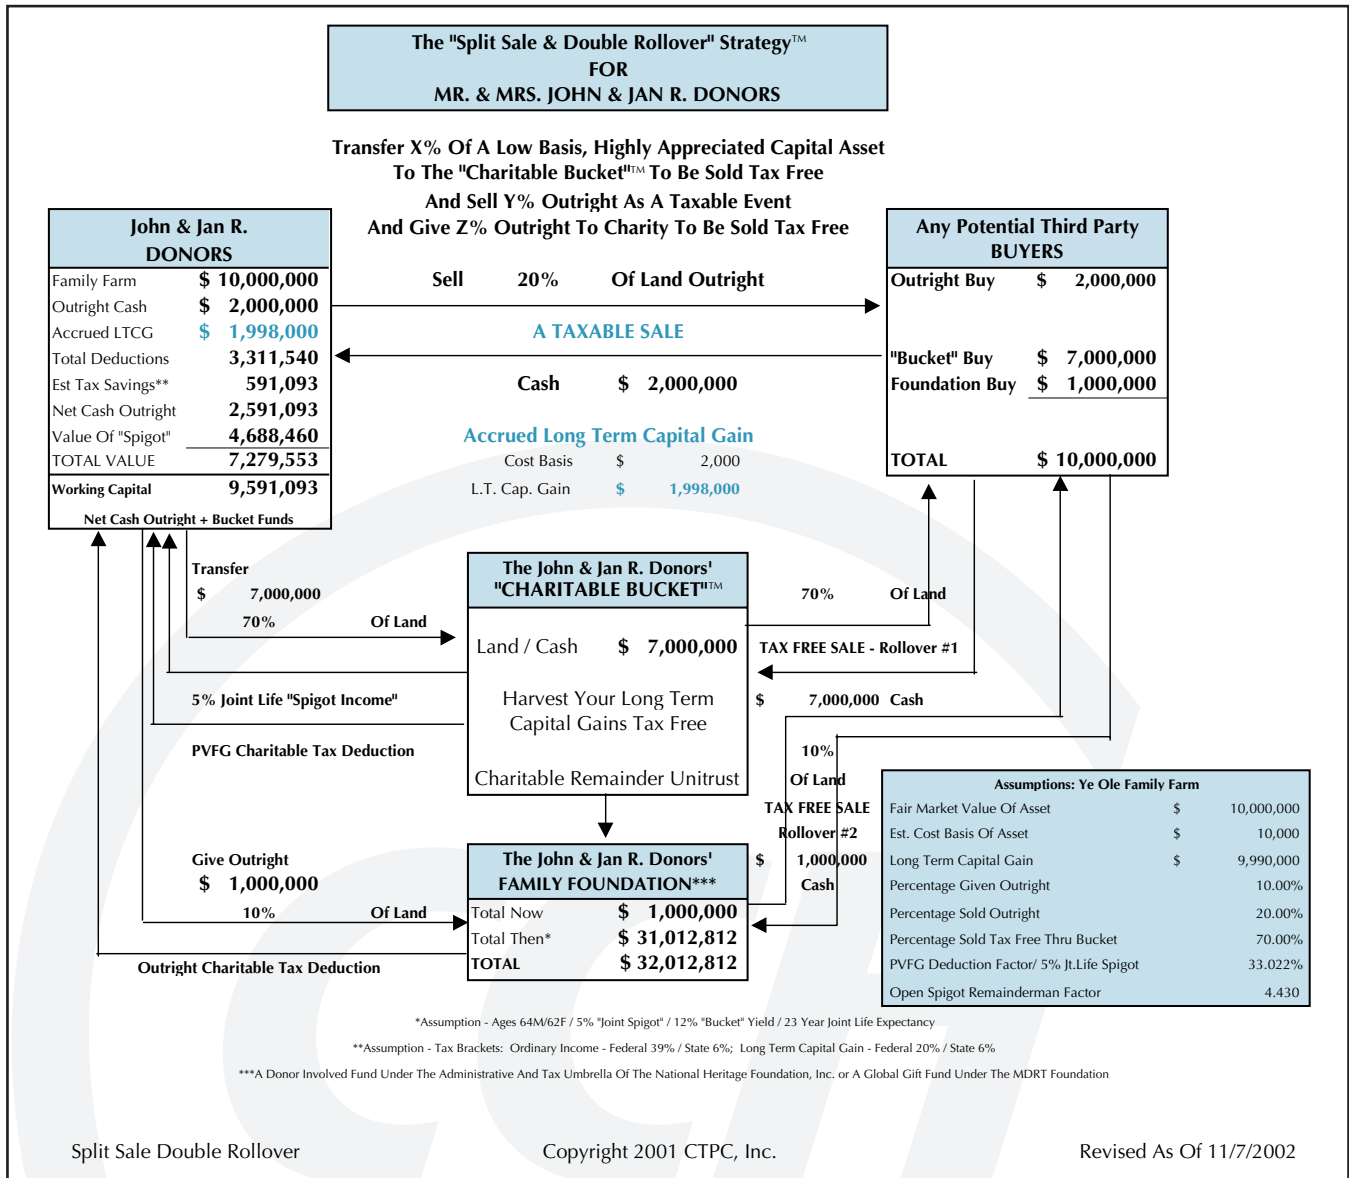 The "Split Sale & Double Rollover" Strategy™
FOR
MR. & MRS. JOHN & JAN R. DONORS
Transfer X% Of A Low Basis, Highly Appreciated Capital Asset
To The "Charitable Bucket"™ To Be Sold Tax Free
And Sell Y% Outright As A Taxable Event
And Give Z% Outright To Charity To Be Sold Tax Free
John & Jan R.
DONORS
Family Farm $ 10,000,000
Outright Cash $ 2,000,000
Accrued LTCG $ 1,998,000
Total Deductions 3,311,540
Est Tax Savings** 591,093
Net Cash Outright 2,591,093
Value Of "Spigot" 4,688,460
TOTAL VALUE 7,279,553
Working Capital 9,591,093
Net Cash Outright + Bucket Funds
Sell 20% Of Land Outright
A TAXABLE SALE
Cash $ 2,000,000
Accrued Long Term Capital Gain
Cost Basis $ 2,000
L.T. Cap. Gain $ 1,998,000
Any Potential Third Party
BUYERS
Outright Buy $ 2,000,000
"Bucket" Buy $ 7,000,000
Foundation Buy $ 1,000,000
TOTAL $ 10,000,000
Transfer
$ 7,000,000
70% Of Land
5% Joint Life "Spigot Income"
PVFG Charitable Tax Deduction
The John & Jan R. Donors'
"CHARITABLE BUCKET"™
Land / Cash $ 7,000,000
Harvest Your Long Term
Capital Gains Tax Free
Charitable Remainder Unitrust
70% Of Land
TAX FREE SALE - Rollover #1
$ 7,000,000 Cash
10%
Of Land
TAX FREE SALE
Rollover #2
$ 1,000,000
Cash
Give Outright
$ 1,000,000
10% Of Land
Outright Charitable Tax Deduction
The John & Jan R. Donors'
FAMILY FOUNDATION***
Total Now $ 1,000,000
Total Then* $ 31,012,812
TOTAL $ 32,012,812
Assumptions: Ye Ole Family Farm
Fair Market Value Of Asset $ 10,000,000
Est. Cost Basis Of Asset $ 10,000
Long Term Capital Gain $ 9,990,000
Percentage Given Outright 10.00%
Percentage Sold Outright 20.00%
Percentage Sold Tax Free Thru Bucket 70.00%
PVFG Deduction Factor/ 5% Jt.Life Spigot 33.022%
Open Spigot Remainderman Factor 4.430
*Assumption - Ages 64M/62F / 5% "Joint Spigot" / 12% "Bucket" Yield / 23 Year Joint Life Expectancy
**Assumption - Tax Brackets: Ordinary Income - Federal 39% / State 6%; Long Term Capital Gain - Federal 20% / State 6%
***A Donor Involved Fund Under The Administrative And Tax Umbrella Of The National Heritage Foundation, Inc. or A Global Gift Fund Under The MDRT Foundation
Split Sale Double Rollover Copyright 2001 CTPC, Inc. Revised As Of 11/7/2002